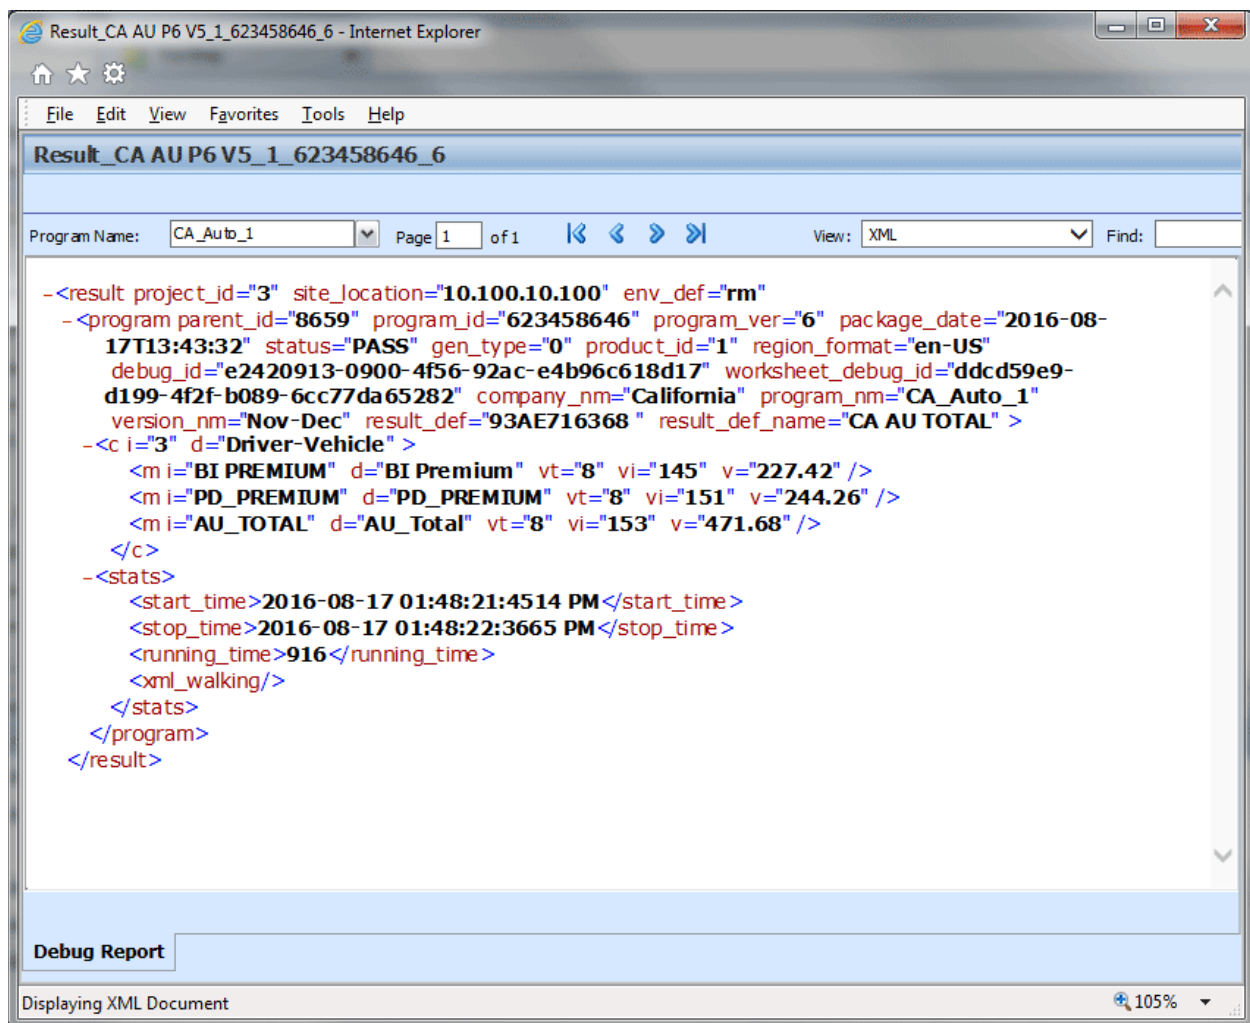 Result_CA AU P6 V5_1_623458646_6 - Internet Explorer
File Edit View Favorites Tools Help
Result_CA AU P6 V5_1_623458646_6
Program Name: CA_Auto_1 Page 1 of 1 View: XML Find:
–<result project_id="3" site_location="10.100.10.100" env_def="rm"
–<program parent_id="8659" program_id="623458646" program_ver="6" package_date="2016-08-
17T13:43:32" status="PASS" gen_type="0" product_id="1" region_format="en-US"
debug_id="e2420913-0900-4f56-92ac-e4b96c618d17" worksheet_debug_id="ddcd59e9-
d199-4f2f-b089-6cc77da65282" company_nm="California" program_nm="CA_Auto_1"
version_nm="Nov-Dec" result_def="93AE716368 " result_def_name="CA AU TOTAL" >
–<c i="3" d="Driver-Vehicle" >
<m i="BI PREMIUM" d="BI Premium" vt="8" vi="145" v="227.42" />
<m i="PD_PREMIUM" d="PD_PREMIUM" vt="8" vi="151" v="244.26" />
<m i="AU_TOTAL" d="AU_Total" vt="8" vi="153" v="471.68" />
</c>
–<stats>
<start_time>2016-08-17 01:48:21:4514 PM</start_time>
<stop_time>2016-08-17 01:48:22:3665 PM</stop_time>
<running_time>916</running_time>
<xml_walking/>
</stats>
</program>
</result>
Debug Report
Displaying XML Document 105%